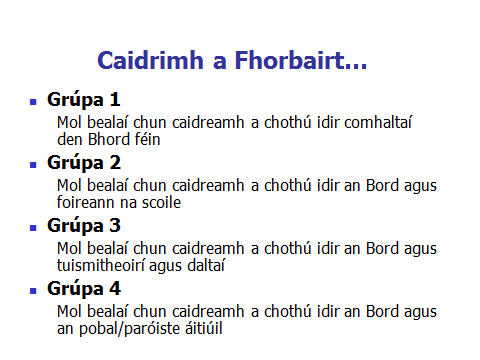 Caidrimh a Fhorbairt...
Grúpa 1
Mol bealaí chun caidreamh a chothú idir comhaltaí
den Bhord féin
Grúpa 2
Mol bealaí chun caidreamh a chothú idir an Bord agus
foireann na scoile
Grúpa 3
Mol bealaí chun caidreamh a chothú idir an Bord agus
tuismitheoirí agus daltaí
Grúpa 4
Mol bealaí chun caidreamh a chothú idir an Bord agus
an pobal/paróiste áitiúil